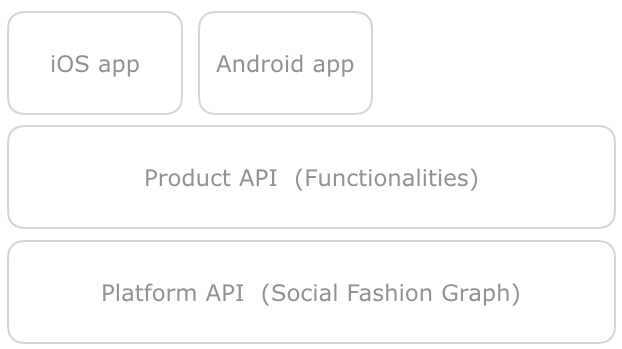 iOS app
Android app
Product API  (Functionalities)
Platform API  (Social Fashion Graph)